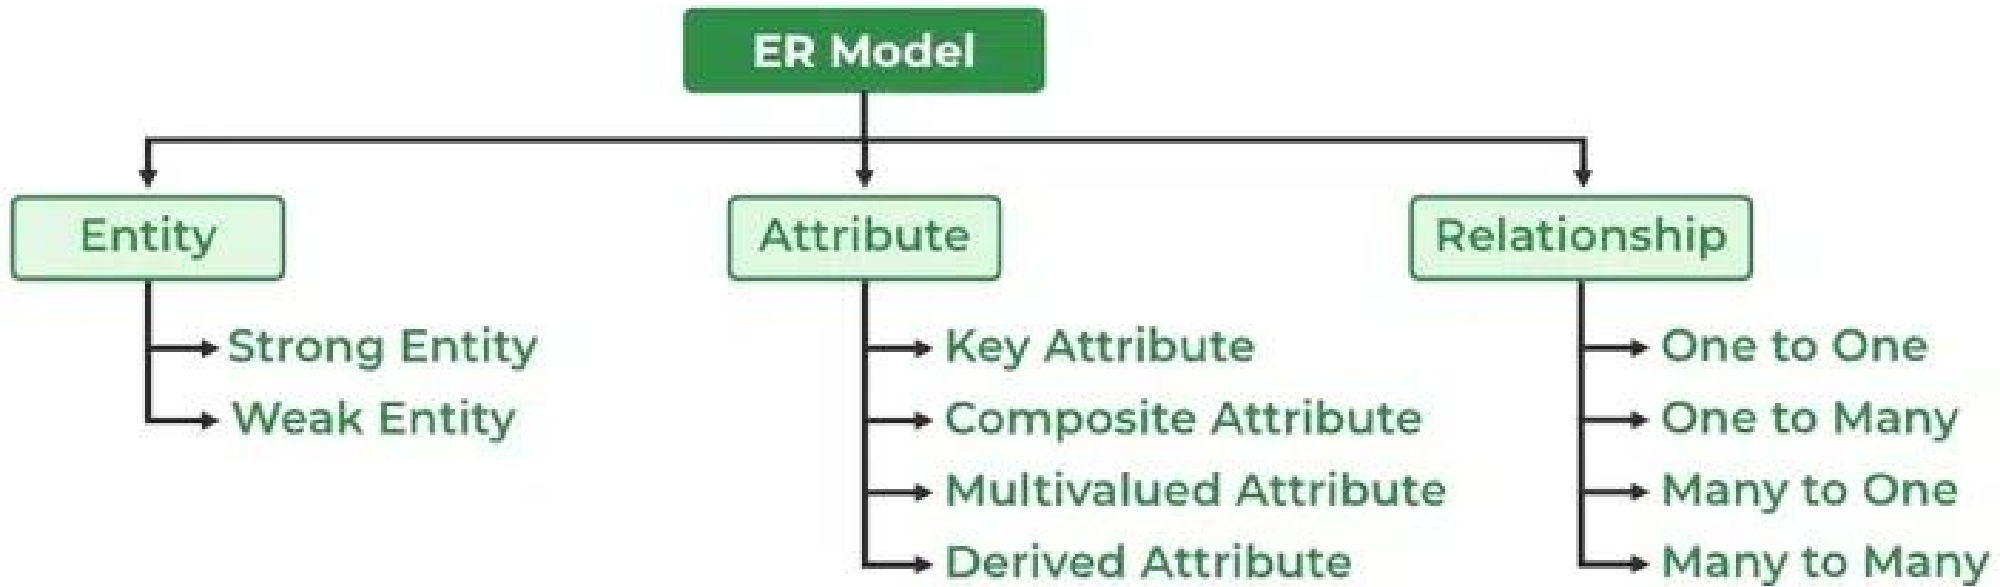 ER Model
Entity
Strong Entity
Weak Entity
Attribute
Key Attribute
Composite Attribute
Multivalued Attribute
Derived Attribute
Relationship
One to One
One to Many
Many to One
Many to Many